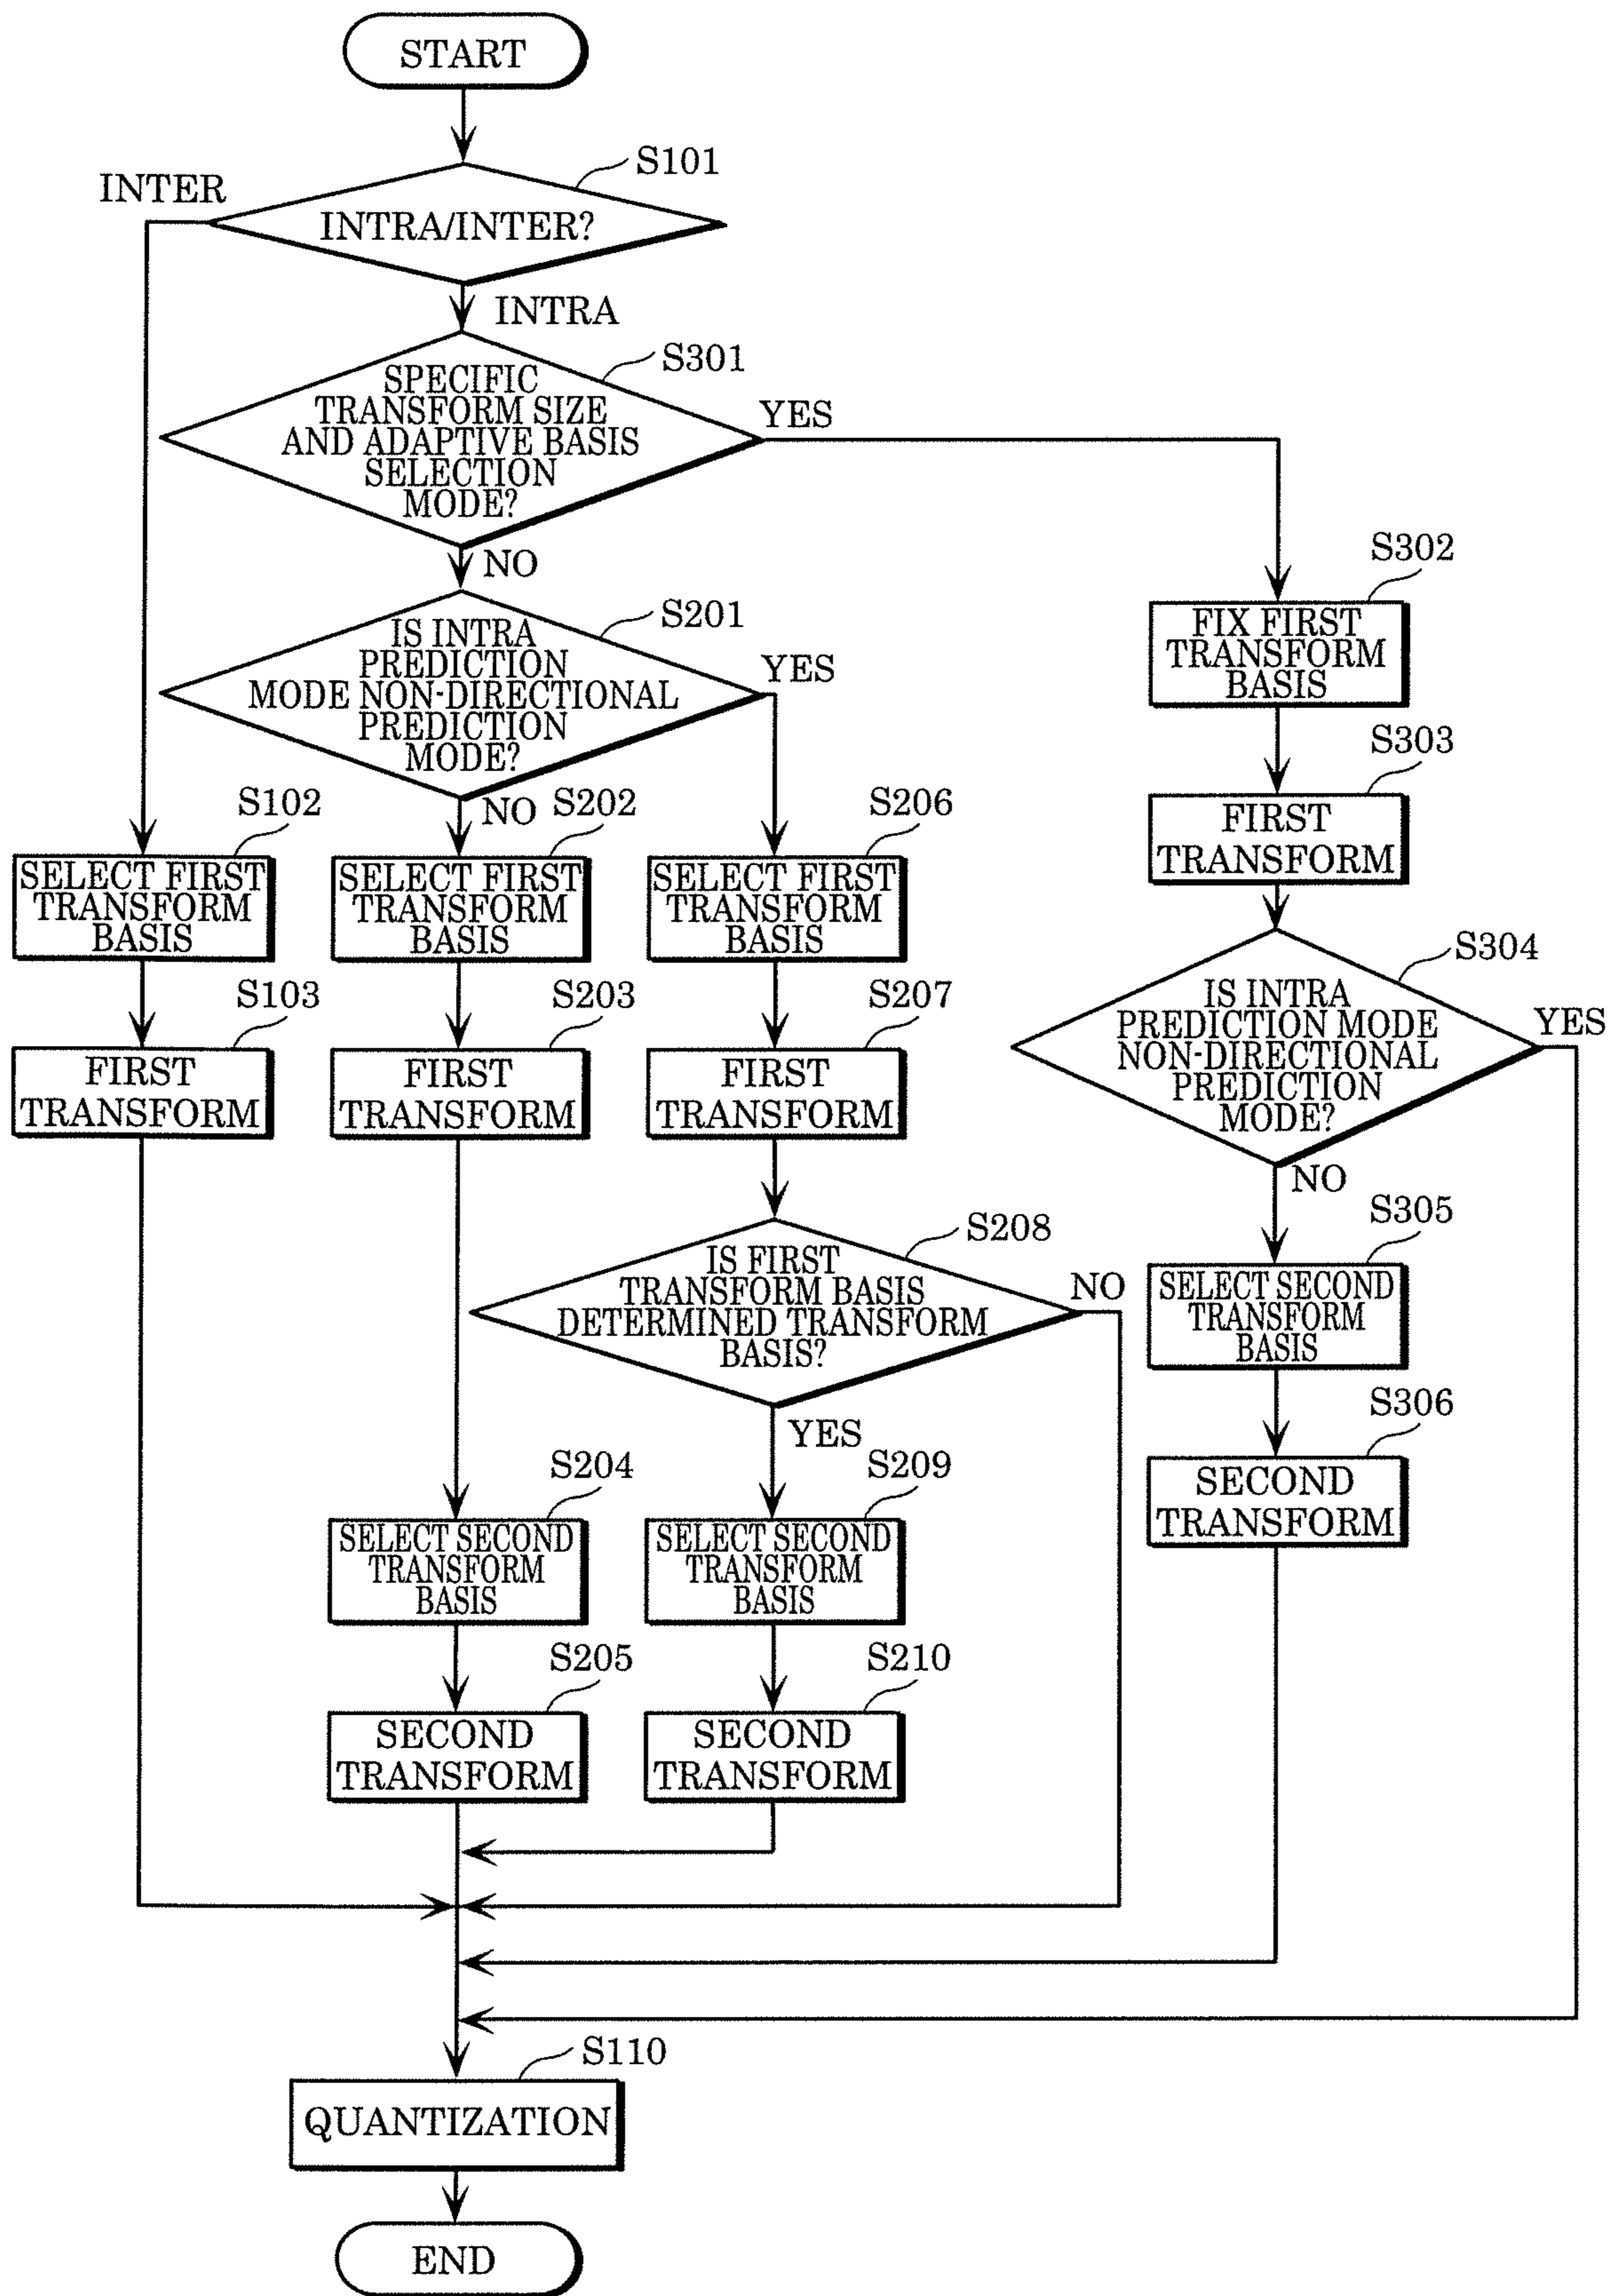 START
S101
INTER
INTRA/INTER?
INTRA
S301
SPECIFIC
TRANSFORM SIZE
AND ADAPTIVE BASIS
SELECTION
MODE?
YES
NO
S302
FIX FIRST
TRANSFORM
BASIS
S201
IS INTRA
PREDICTION
MODE NON-DIRECTIONAL
PREDICTION
MODE?
YES
NO
S303
FIRST
TRANSFORM
S102
SELECT FIRST
TRANSFORM
BASIS
S202
SELECT FIRST
TRANSFORM
BASIS
S206
SELECT FIRST
TRANSFORM
BASIS
S304
IS INTRA
PREDICTION MODE
NON-DIRECTIONAL
PREDICTION
MODE?
YES
NO
S103
FIRST
TRANSFORM
S203
FIRST
TRANSFORM
S207
FIRST
TRANSFORM
S208
IS FIRST
TRANSFORM BASIS
DETERMINED TRANSFORM
BASIS?
NO
YES
S305
SELECT SECOND
TRANSFORM
BASIS
S306
SECOND
TRANSFORM
S204
SELECT SECOND
TRANSFORM
BASIS
S209
SELECT SECOND
TRANSFORM
BASIS
S205
SECOND
TRANSFORM
S210
SECOND
TRANSFORM
S110
QUANTIZATION
END